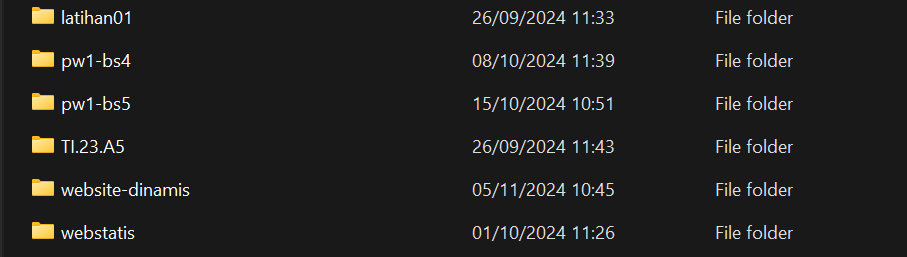 latihan01 26/09/2024 11:33 File folder
pw1-bs4 08/10/2024 11:39 File folder
pw1-bs5 15/10/2024 10:51 File folder
TI.23.A5 26/09/2024 11:43 File folder
website-dinamis 05/11/2024 10:45 File folder
webstatis 01/10/2024 11:26 File folder